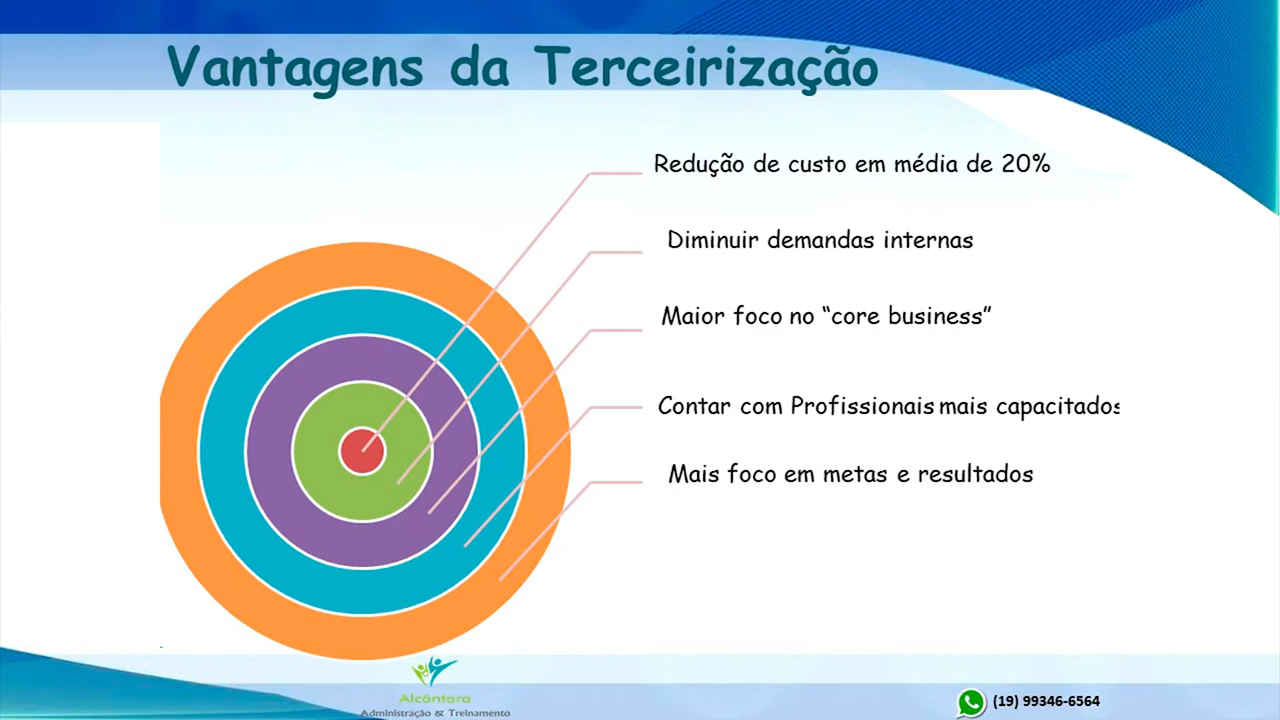 Vantagens da Terceirização
Redução de custo em média de 20%
Diminuir demandas internas
Maior foco no “core business”
Contar com Profissionais mais capacitados
Mais foco em metas e resultados
Alcântara
Administração & Treinamento
(19) 99346-6564